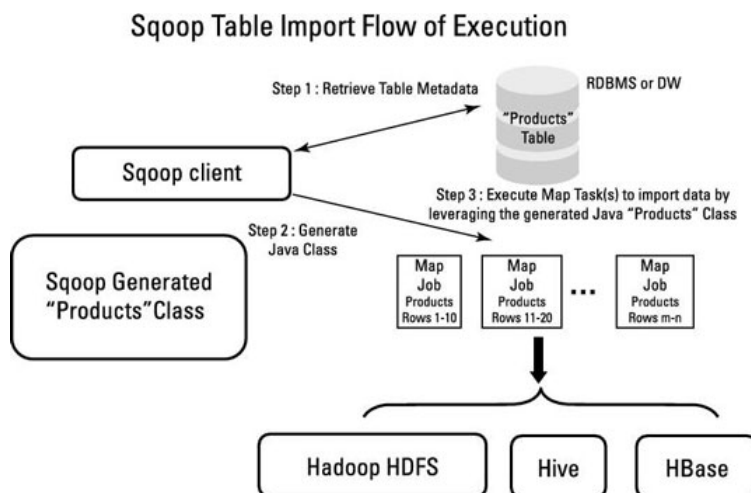 Sqoop Table Import Flow of Execution
Step 1 : Retrieve Table Metadata
RDBMS or DW
“Products”
Table
Sqoop client
Step 3 : Execute Map Task(s) to import data by
leveraging the generated Java “Products” Class
Step 2 : Generate
Java Class
Sqoop Generated
“Products”Class
Map
Job
Products
Rows 1-10
Map
Job
Products
Rows 11-20
...
Map
Job
Products
Rows m-n
Hadoop HDFS
Hive
HBase